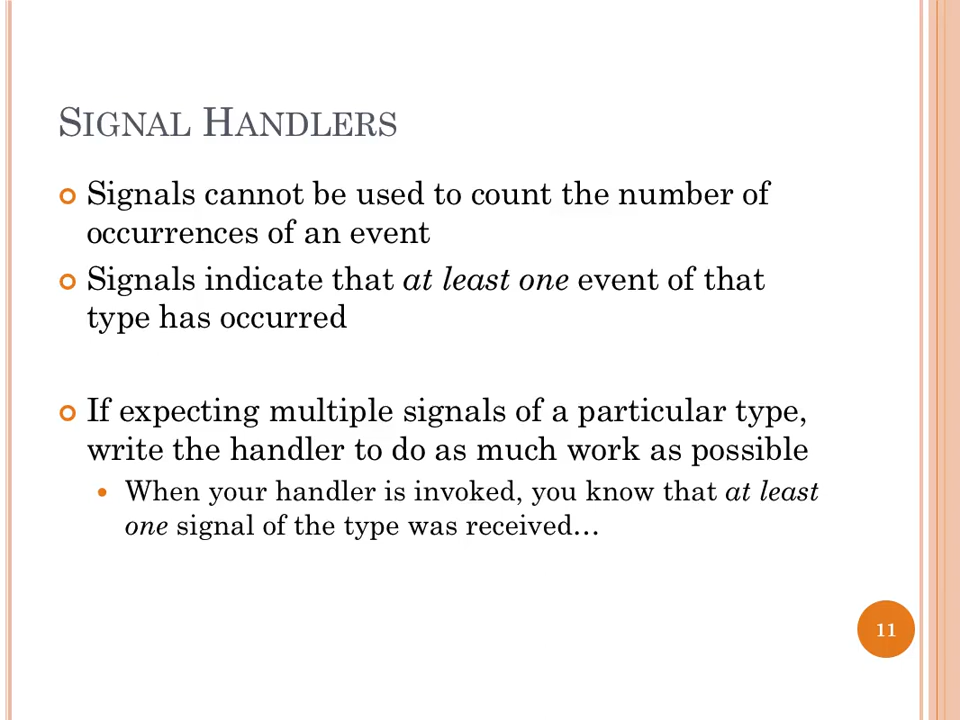 SIGNAL HANDLERS
Signals cannot be used to count the number of
occurrences of an event
Signals indicate that at least one event of that
type has occurred
If expecting multiple signals of a particular type,
write the handler to do as much work as possible
When your handler is invoked, you know that at least
one signal of the type was received…
11